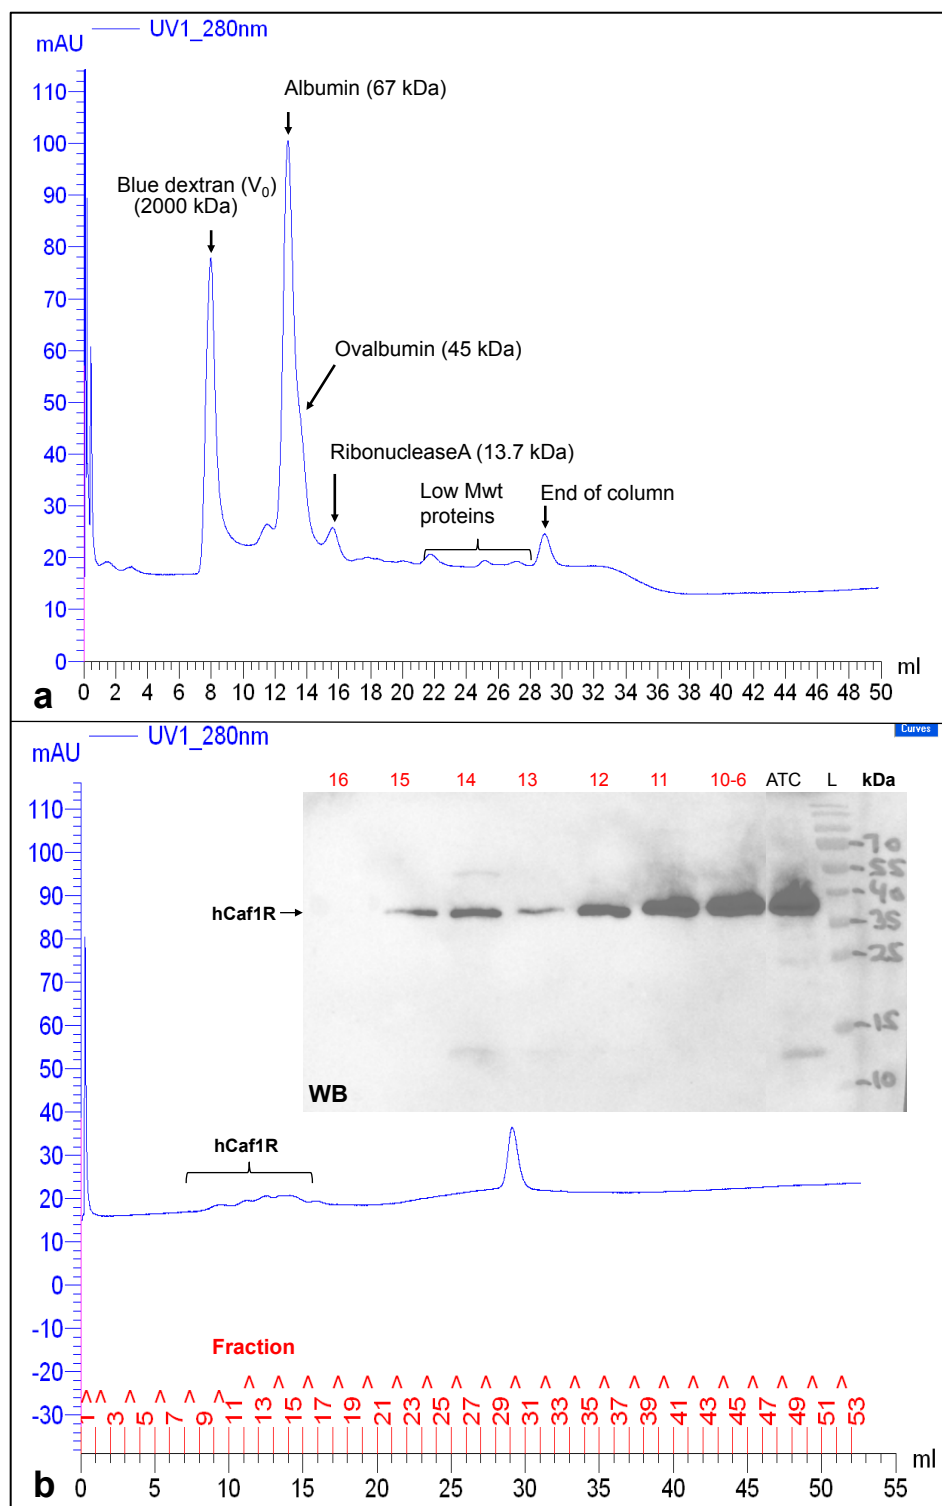 mAU
UV1_280nm
Albumin (67 kDa)
Blue dextran (V0)
(2000 kDa)
Ovalbumin (45 kDa)
RibonucleaseA (13.7 kDa)
Low Mwt
proteins
End of column
110
100
90
80
70
60
50
40
30
20
10
0
0 2 4 6 8 10 12 14 16 18 20 22 24 26 28 30 32 34 36 38 40 42 44 46 48 50
ml
a
mAU
UV1_280nm
Curves
16 15 14 13 12 11 10-6 ATC L kDa
hCaf1R
-70
-55
-40
-35
-25
-15
-10
WB
hCaf1R
110
100
90
80
70
60
50
40
30
20
10
0
-10
-20
-30
Fraction
1 3 5 7 9 11 13 15 17 19 21 23 25 27 29 31 33 35 37 39 41 43 45 47 49 51 53
0 5 10 15 20 25 30 35 40 45 50 55
ml
b